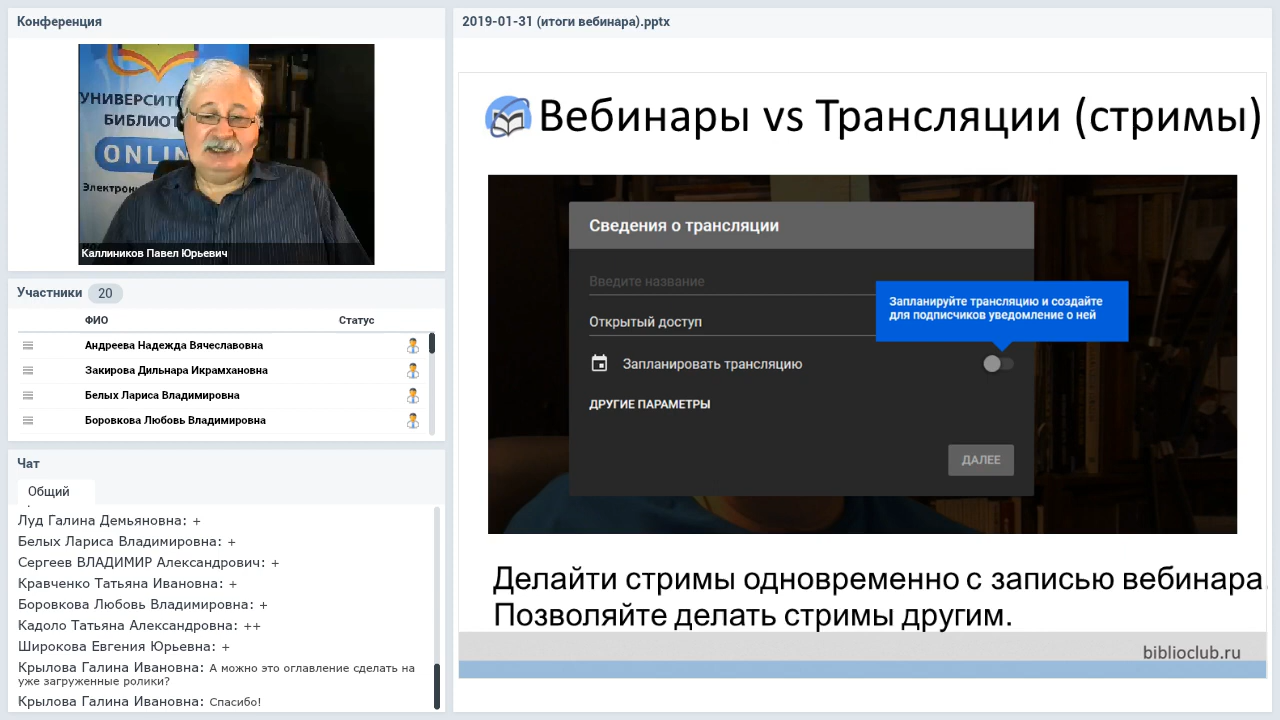 Конференция
УНИВЕРСИТ
БИБЛИОТ
ONLIN
Электрон
Каллиников Павел Юрьевич
Участники 20
ФИО Статус
Андреева Надежда Вячеславовна
Закирова Дильнара Икрамхановна
Белых Лариса Владимировна
Боровкова Любовь Владимировна
Чат
Общий
Луд Галина Демьяновна: +
Белых Лариса Владимировна: +
Сергеев ВЛАДИМИР Александрович: +
Кравченко Татьяна Ивановна: +
Боровкова Любовь Владимировна: +
Кадоло Татьяна Александровна: ++
Широкова Евгения Юрьевна: +
Крылова Галина Ивановна: А можно это оглавление сделать на
уже загруженные ролики?
Крылова Галина Ивановна: Спасибо!
2019-01-31 (итоги вебинара).pptx
Вебинары vs Трансляции (стримы)
Сведения о трансляции
Введите название
Открытый доступ
Запланируйте трансляцию и создайте
для подписчиков уведомление о ней
Запланировать трансляцию
ДРУГИЕ ПАРАМЕТРЫ
ДАЛЕЕ
Делайти стримы одновременно с записью вебинара.
Позволяйте делать стримы другим.
biblioclub.ru